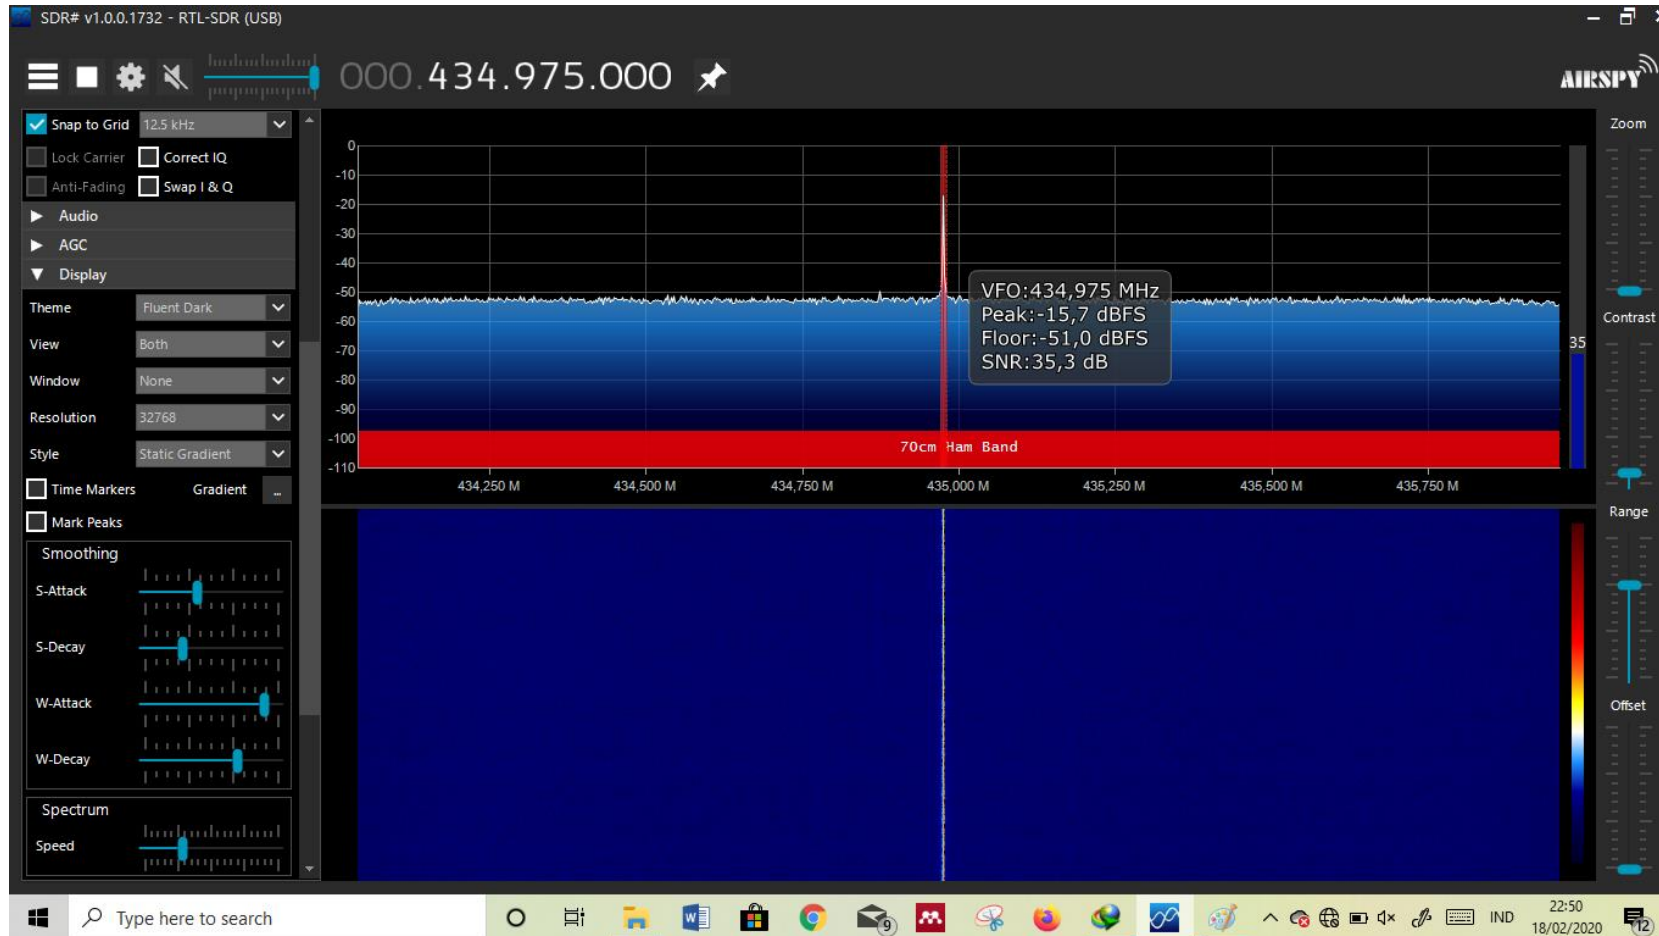 SDR# v1.0.0.1732 - RTL-SDR (USB)
000.434.975.000
AIRSPY
Snap to Grid 12.5 kHz
Lock Carrier Correct IQ
Anti-Fading Swap I & Q
Audio
AGC
Display
Theme Fluent Dark
View Both
Window None
Resolution 32768
Style Static Gradient
Time Markers Gradient ...
Mark Peaks
Smoothing
S-Attack
S-Decay
W-Attack
W-Decay
Spectrum
Speed
0
-10
-20
-30
-40
-50
-60
-70
-80
-90
-100
-110
VFO:434,975 MHz
Peak:-15,7 dBFS
Floor:-51,0 dBFS
SNR:35,3 dB
70cm Ham Band
434,250 M 434,500 M 434,750 M 435,000 M 435,250 M 435,500 M 435,750 M
35
Zoom
Contrast
Range
Offset
Type here to search
9
IND
22:50
18/02/2020
12